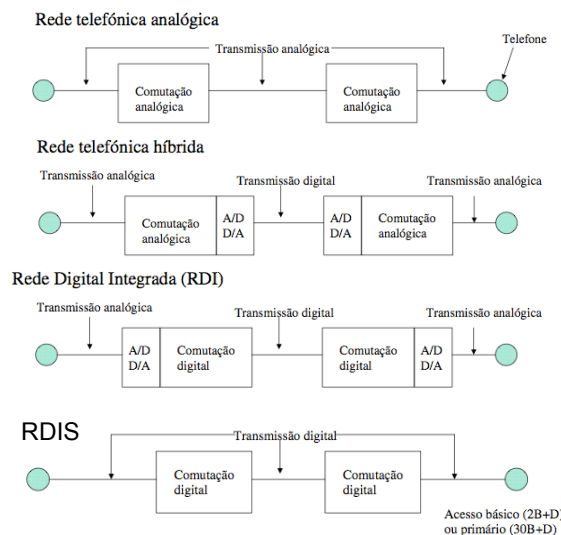 Rede telefónica analógica
Transmissão analógica
Telefone
Comutação
analógica
Comutação
analógica
Rede telefónica híbrida
Transmissão analógica
Transmissão digital
Transmissão analógica
Comutação
analógica
A/D
D/A
A/D
D/A
Comutação
analógica
Rede Digital Integrada (RDI)
Transmissão analógica
Transmissão digital
Transmissão analógica
A/D
D/A
Comutação
digital
Comutação
digital
A/D
D/A
RDIS
Transmissão digital
Comutação
digital
Comutação
digital
Acesso básico (2B+D)
ou primário (30B+D)